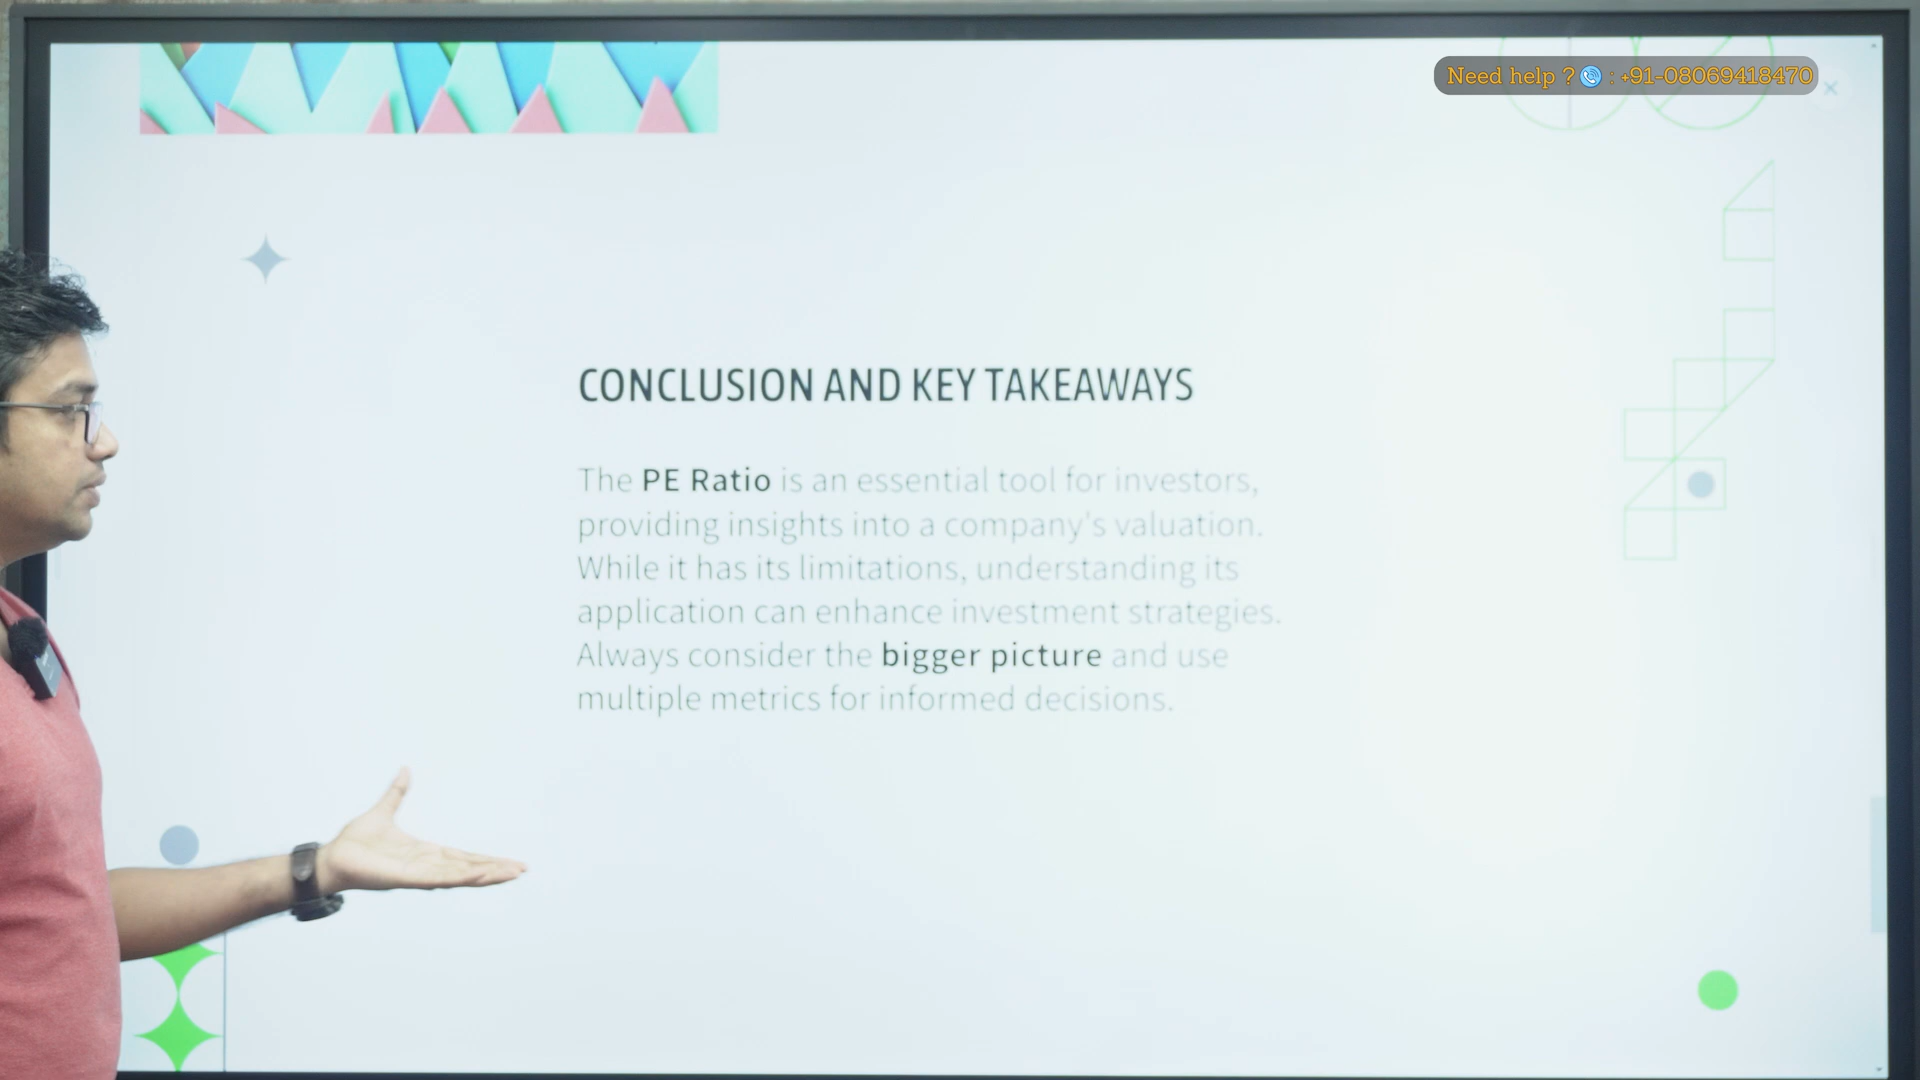 Need help ? : +91-08069418470
CONCLUSION AND KEY TAKEAWAYS
The PE Ratio is an essential tool for investors,
providing insights into a company's valuation.
While it has its limitations, understanding its
application can enhance investment strategies.
Always consider the bigger picture and use
multiple metrics for informed decisions.